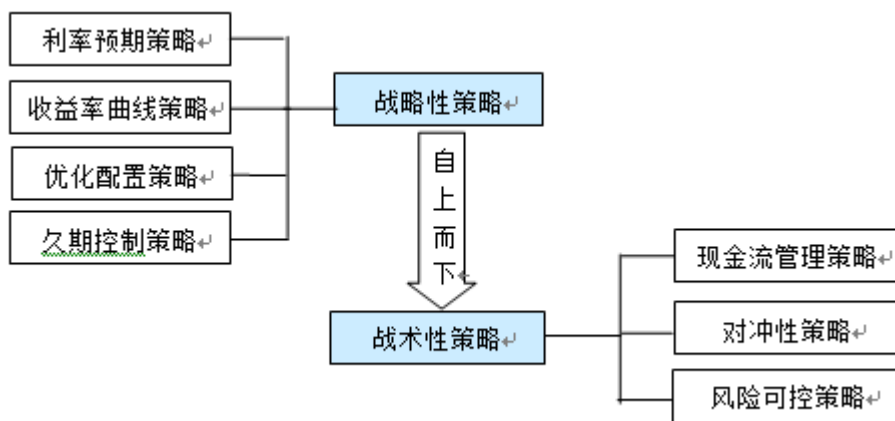 利率预期策略
收益率曲线策略
优化配置策略
久期控制策略
战略性策略
自上而下
战术性策略
现金流管理策略
对冲性策略
风险可控策略